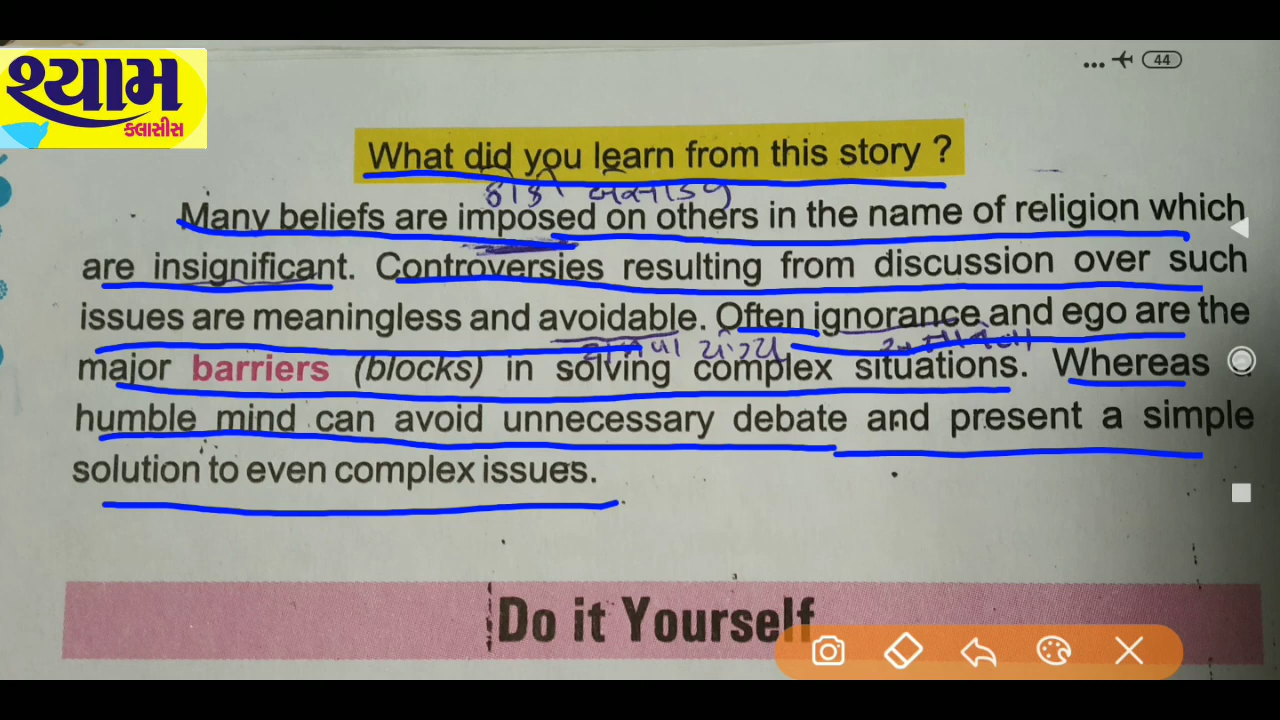 શ્યામ
ક્લાસીસ
44
What did you learn from this story ?
Many beliefs are imposed on others in the name of religion which
are insignificant. Controversies resulting from discussion over such
issues are meaningless and avoidable. Often ignorance and ego are the
major barriers (blocks) in solving complex situations. Whereas a
humble mind can avoid unnecessary debate and present a simple
solution to even complex issues.
Do it Yourself